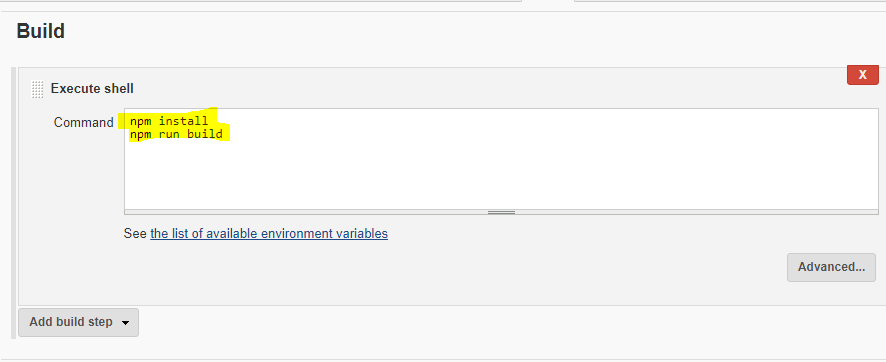 Build
X
Execute shell
Command
npm install
npm run build
See the list of available environment variables
Advanced...
Add build step